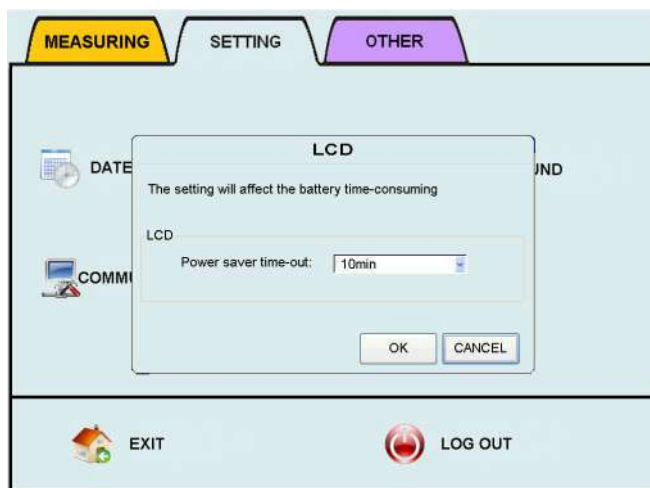 MEASURING SETTING OTHER
LCD
DATE
UND
The setting will affect the battery time-consuming
LCD
Power saver time-out: 10min
COMMU
OK CANCEL
EXIT LOG OUT